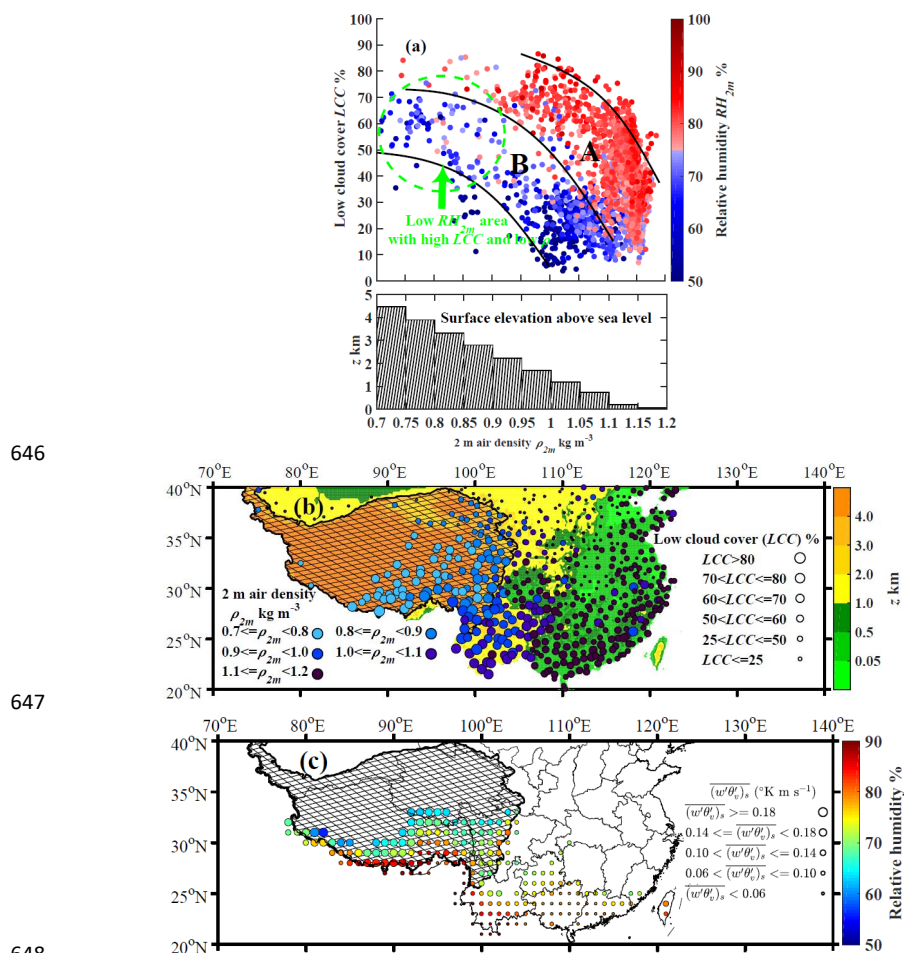 (a)
Low cloud cover LCC %
100
90
80
70
60
50
40
30
20
10
0
A
B
Low RH2m area
with high LCC and low
100
90
80
70
60
50
Relative humidity RH2m %
Surface elevation above sea level
z km
5
4
3
2
1
0
0.7 0.75 0.8 0.85 0.9 0.95 1 1.05 1.1 1.15 1.2
2 m air density ρ2m kg m⁻³
646
70°E 80°E 90°E 100°E 110°E 120°E 130°E 140°E
40°N
35°N
30°N
25°N
20°N
(b)
2 m air density
ρ2m kg m⁻³
0.7<=ρ2m<0.8
0.8<=ρ2m<0.9
0.9<=ρ2m<1.0
1.0<=ρ2m<1.1
1.1<=ρ2m<1.2
Low cloud cover (LCC) %
LCC>80
70<LCC<=80
60<LCC<=70
50<LCC<=60
25<LCC<=50
LCC<=25
4.0
3.0
2.0
1.0
0.5
0.05
z km
647
70°E 80°E 90°E 100°E 110°E 120°E 130°E 140°E
40°N
35°N
30°N
25°N
20°N
(c)
(w'θ'v)s (°K m s⁻¹)
(w'θ'v)s >= 0.18
0.14 <= (w'θ'v)s < 0.18
0.10 < (w'θ'v)s <= 0.14
0.06 < (w'θ'v)s <= 0.10
(w'θ'v)s < 0.06
90
80
70
60
50
Relative humidity %
648